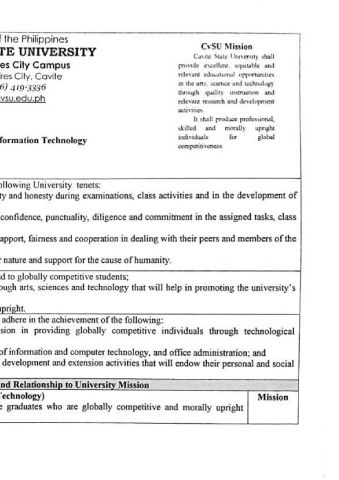 f the Philippines
TE UNIVERSITY
es City Campus
res City, Cavite
6) 419-3336
vsu.edu.ph
formation Technology
CvSU Mission
Cavite State University shall
provide excellent, equitable and
relevant educational opportunities
in the arts, science and technology
through quality instruction and
relevant research and development
activities.
It shall produce professional,
skilled and morally upright
individuals for global
competitiveness.
ollowing University tenets:
ty and honesty during examinations, class activities and in the development of
confidence, punctuality, diligence and commitment in the assigned tasks, class
apport, fairness and cooperation in dealing with their peers and members of the
r nature and support for the cause of humanity.
d to globally competitive students;
ough arts, sciences and technology that will help in promoting the university's
upright.
adhere in the achievement of the following:
sion in providing globally competitive individuals through technological
of information and computer technology, and office administration; and
development and extension activities that will endow their personal and social
nd Relationship to University Mission
Technology)
Mission
e graduates who are globally competitive and morally upright